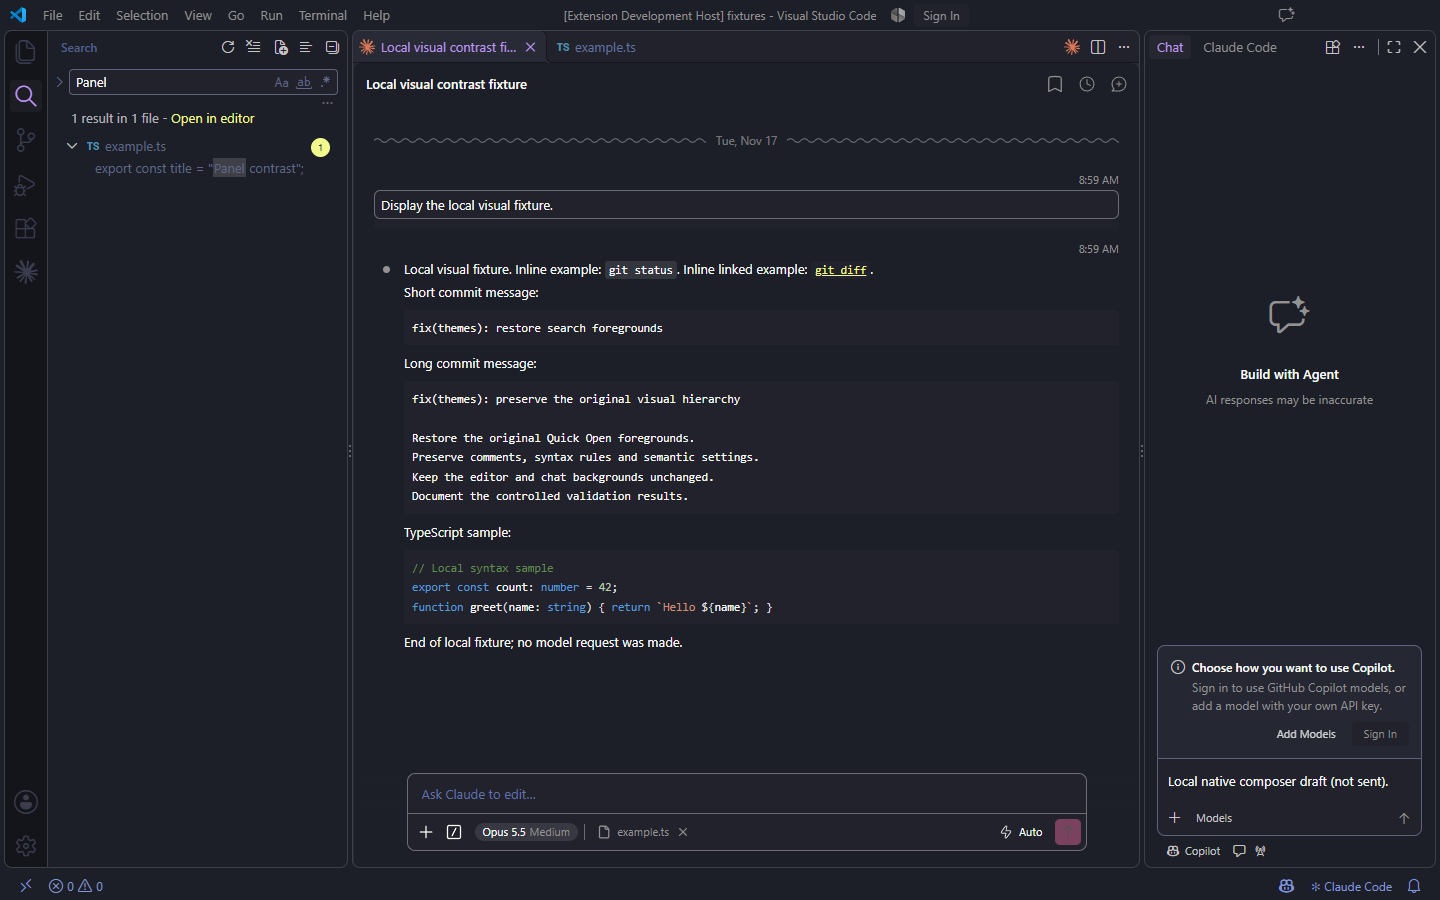 File Edit Selection View Go Run Terminal Help
[Extension Development Host] fixtures - Visual Studio Code
Sign In
Search
Panel
Aa ab .*
1 result in 1 file - Open in editor
TS example.ts
1
export const title = "Panel contrast";
Local visual contrast fi...
TS example.ts
Local visual contrast fixture
Tue, Nov 17
8:59 AM
Display the local visual fixture.
8:59 AM
Local visual fixture. Inline example: git status. Inline linked example: git diff.
Short commit message:
fix(themes): restore search foregrounds
Long commit message:
fix(themes): preserve the original visual hierarchy
Restore the original Quick Open foregrounds.
Preserve comments, syntax rules and semantic settings.
Keep the editor and chat backgrounds unchanged.
Document the controlled validation results.
TypeScript sample:
// Local syntax sample
export const count: number = 42;
function greet(name: string) { return `Hello ${name}`; }
End of local fixture; no model request was made.
Ask Claude to edit...
Opus 5.5 Medium
example.ts
Auto
Chat Claude Code
Build with Agent
AI responses may be inaccurate
Choose how you want to use Copilot.
Sign in to use GitHub Copilot models, or
add a model with your own API key.
Add Models Sign In
Local native composer draft (not sent).
Models
Copilot
0 0
Claude Code